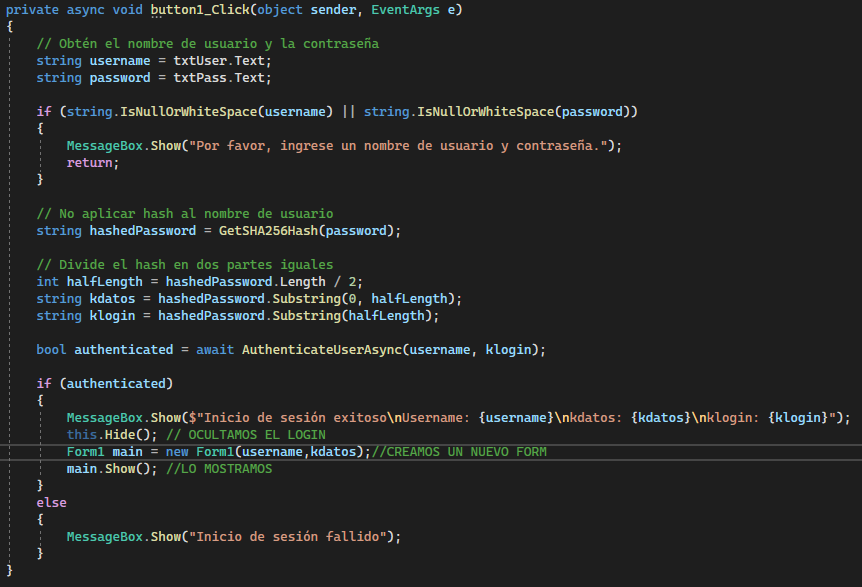 private async void button1_Click(object sender, EventArgs e)
{
// Obtén el nombre de usuario y la contraseña
string username = txtUser.Text;
string password = txtPass.Text;
if (string.IsNullOrWhiteSpace(username) || string.IsNullOrWhiteSpace(password))
{
MessageBox.Show("Por favor, ingrese un nombre de usuario y contraseña.");
return;
}
// No aplicar hash al nombre de usuario
string hashedPassword = GetSHA256Hash(password);
// Divide el hash en dos partes iguales
int halfLength = hashedPassword.Length / 2;
string kdatos = hashedPassword.Substring(0, halfLength);
string klogin = hashedPassword.Substring(halfLength);
bool authenticated = await AuthenticateUserAsync(username, klogin);
if (authenticated)
{
MessageBox.Show($"Inicio de sesión exitoso\nUsername: {username}\nkdatos: {kdatos}\nklogin: {klogin}");
this.Hide(); // OCULTAMOS EL LOGIN
Form1 main = new Form1(username,kdatos);//CREAMOS UN NUEVO FORM
main.Show(); //LO MOSTRAMOS
}
else
{
MessageBox.Show("Inicio de sesión fallido");
}
}